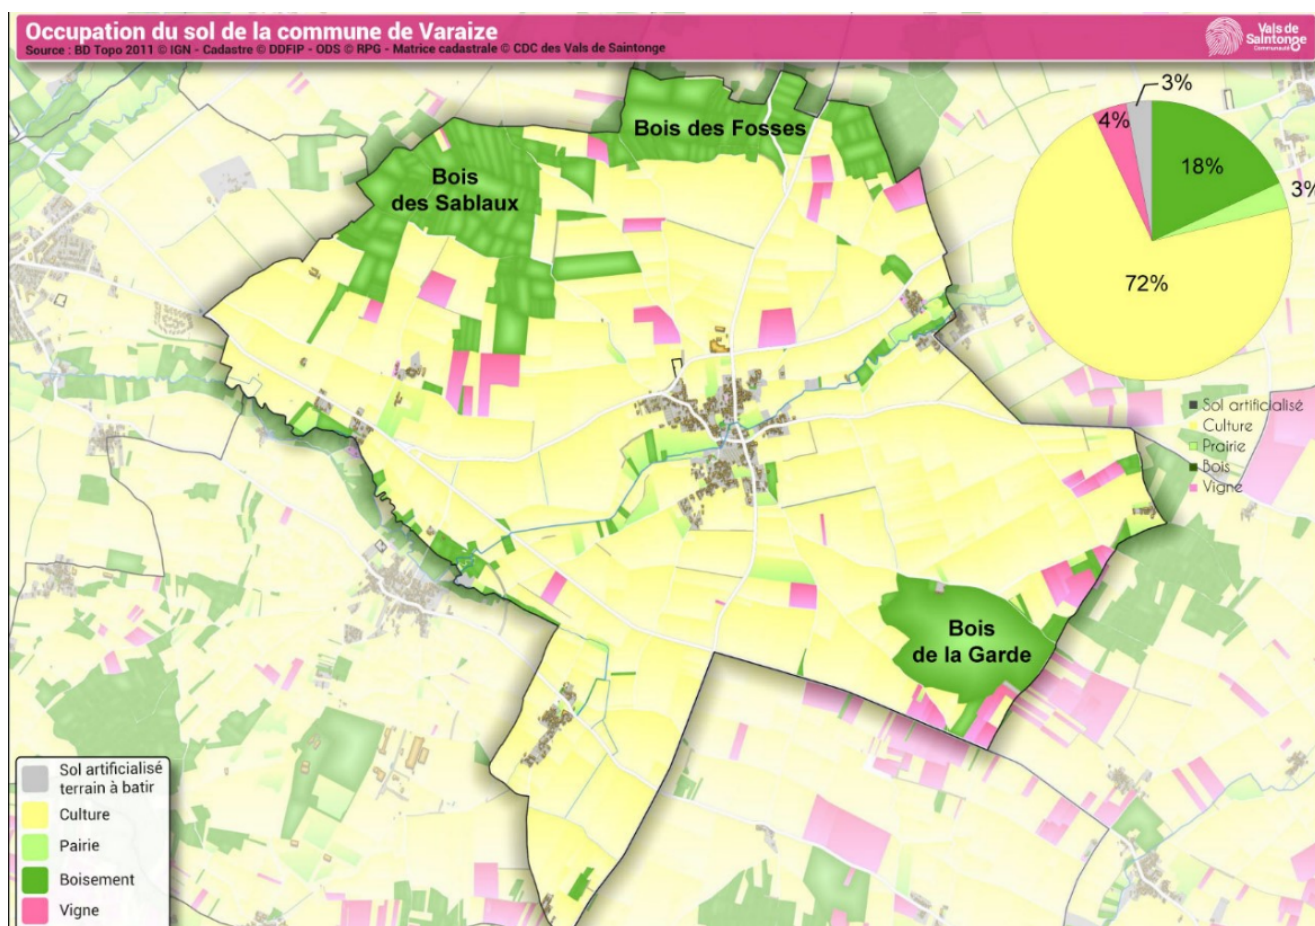 Occupation du sol de la commune de Varaize
Source : BD Topo 2011 © IGN - Cadastre © DDFIP - ODS © RPG - Matrice cadastrale © CDC des Vals de Saintonge
Vals de
Saintonge
Communauté
Bois des Fosses
Bois
des Sablaux
Bois
de la Garde
3%
4%
18%
3%
72%
Sol artificialisé
Culture
Prairie
Bois
Vigne
Sol artificialisé
terrain à batir
Culture
Pairie
Boisement
Vigne